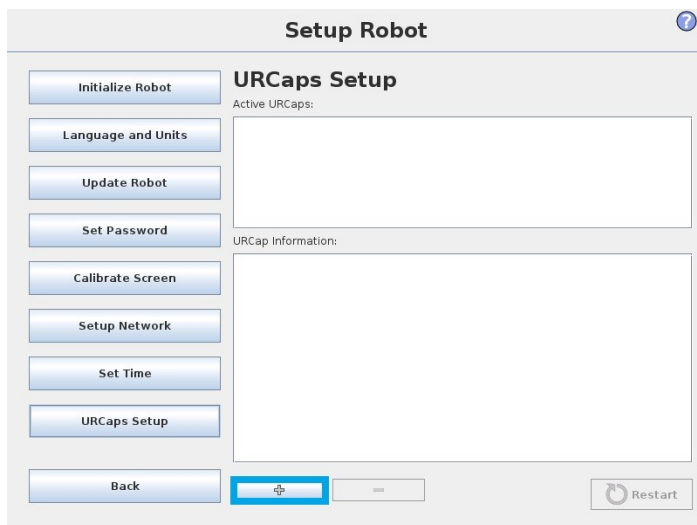 Setup Robot
?
Initialize Robot
Language and Units
Update Robot
Set Password
Calibrate Screen
Setup Network
Set Time
URCaps Setup
Back
URCaps Setup
Active URCaps:
URCap Information:
Restart